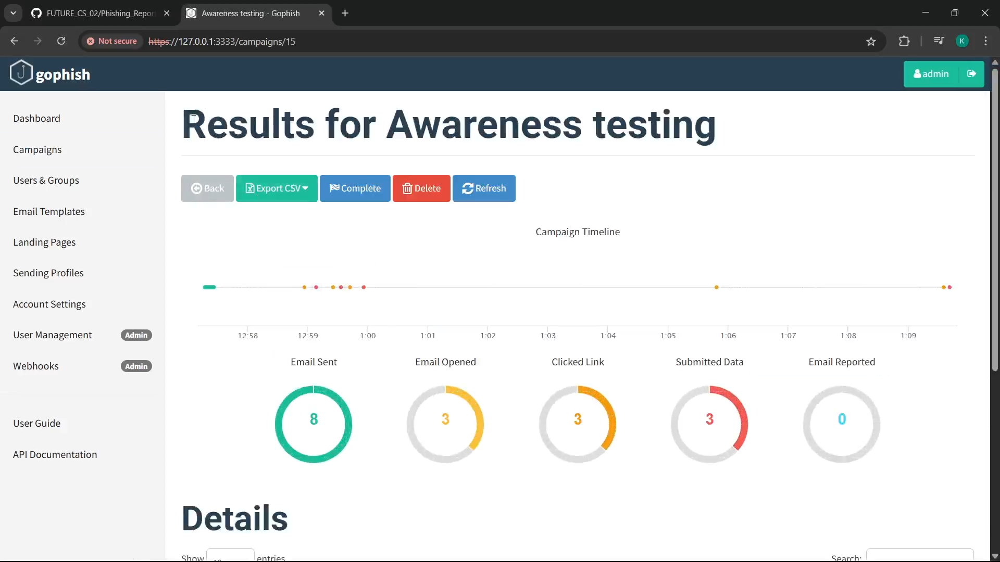 FUTURE_CS_02/Phishing_Repor
Awareness testing - Gophish
Not secure
https://127.0.0.1:3333/campaigns/15
K
gophish
admin
Dashboard
Campaigns
Users & Groups
Email Templates
Landing Pages
Sending Profiles
Account Settings
User Management Admin
Webhooks Admin
User Guide
API Documentation
Results for Awareness testing
Back Export CSV Complete Delete Refresh
Campaign Timeline
12:58 12:59 1:00 1:01 1:02 1:03 1:04 1:05 1:06 1:07 1:08 1:09
Email Sent Email Opened Clicked Link Submitted Data Email Reported
8 3 3 3 0
Details
Show entries Search: